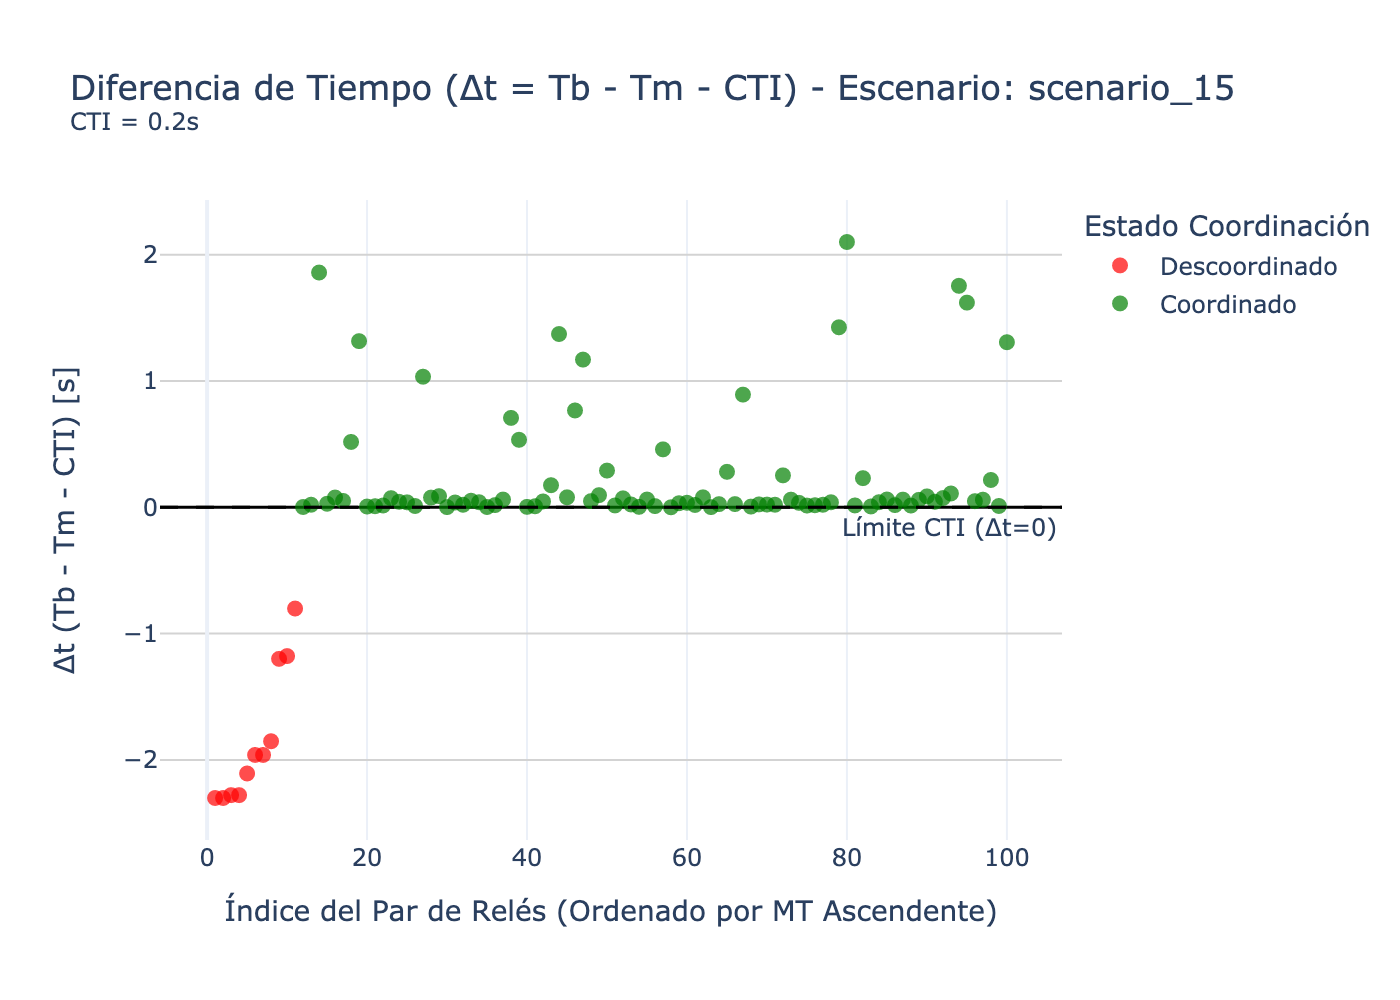 Diferencia de Tiempo (Δt = Tb - Tm - CTI) - Escenario: scenario_15
CTI = 0.2s
Estado Coordinación
Descoordinado
Coordinado
Δt (Tb - Tm - CTI) [s]
2
1
0
−1
−2
Límite CTI (Δt=0)
0 20 40 60 80 100
Índice del Par de Relés (Ordenado por MT Ascendente)